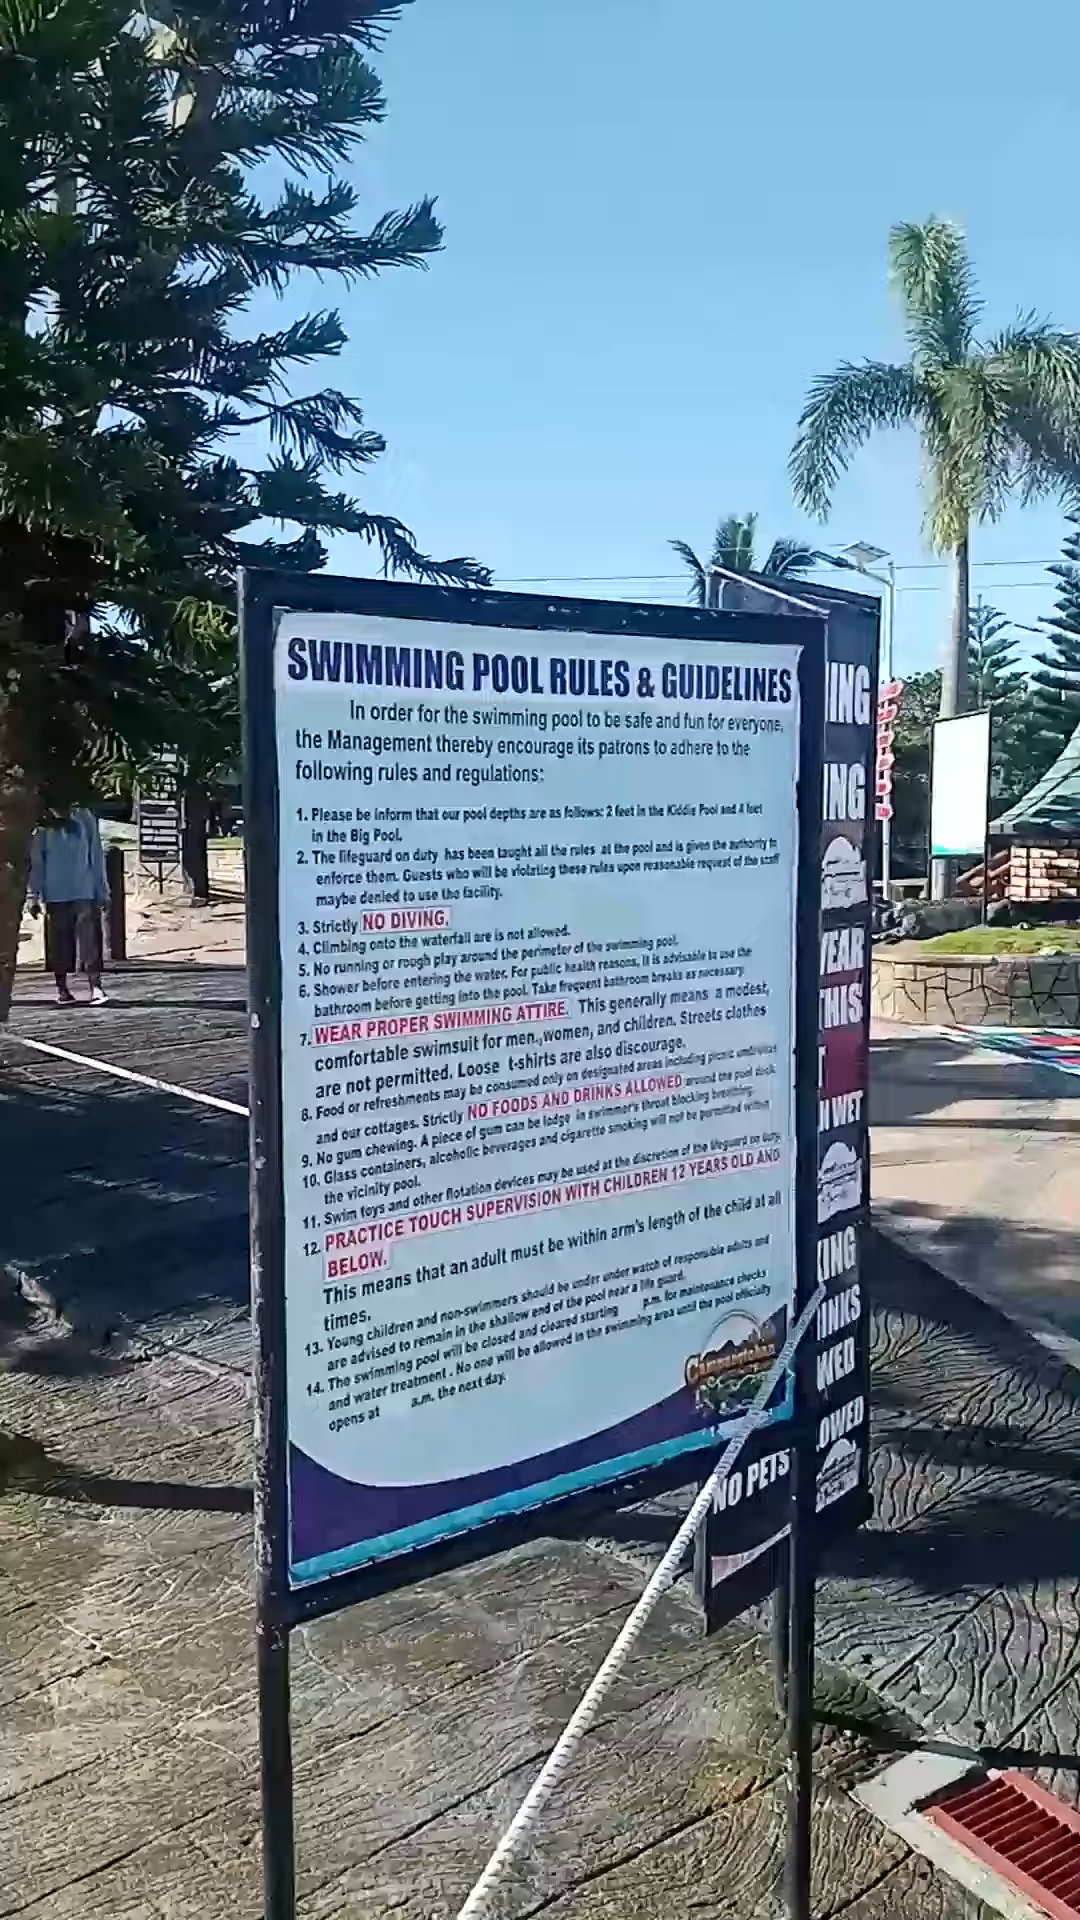 SWIMMING POOL RULES & GUIDELINES
In order for the swimming pool to be safe and fun for everyone,
the Management thereby encourage its patrons to adhere to the
following rules and regulations:
1. Please be inform that our pool depths are as follows: 2 feet in the Kiddie Pool and 4 feet
in the Big Pool.
2. The lifeguard on duty has been taught all the rules at the pool and is given the authority to
enforce them. Guests who will be violating these rules upon reasonable request of the staff
maybe denied to use the facility.
3. Strictly NO DIVING.
4. Climbing onto the waterfall are is not allowed.
5. No running or rough play around the perimeter of the swimming pool.
6. Shower before entering the water. For public health reasons, it is advisable to use the
bathroom before getting into the pool. Take frequent bathroom breaks as necessary
7. WEAR PROPER SWIMMING ATTIRE. This generally means a modest,
comfortable swimsuit for men.,women, and children. Streets clothes
are not permitted. Loose t-shirts are also discourage.
8. Food or refreshments may be consumed only on designated areas including picnic umbrellas
and our cottages. Strictly NO FOODS AND DRINKS ALLOWED around the pool deck
9. No gum chewing. A piece of gum can be lodge in swimmer's throat blocking breathing.
10. Glass containers, alcoholic beverages and cigarette smoking will not be permitted within
the vicinity pool.
11. Swim toys and other flotation devices may be used at the discretion of the lifeguard on duty.
12. PRACTICE TOUCH SUPERVISION WITH CHILDREN 12 YEARS OLD AND
BELOW.
This means that an adult must be within arm's length of the child at all
times.
13. Young children and non-swimmers should be under under watch of responsible adults and
are advised to remain in the shallow end of the pool near a life guard.
14. The swimming pool will be closed and cleared starting p.m. for maintenance checks
and water treatment . No one will be allowed in the swimming area until the pool officially
opens at a.m. the next day.
NO PETS
ING
ING
WEAR
THIS
T
N WET
KING
INKS
WED
OWED